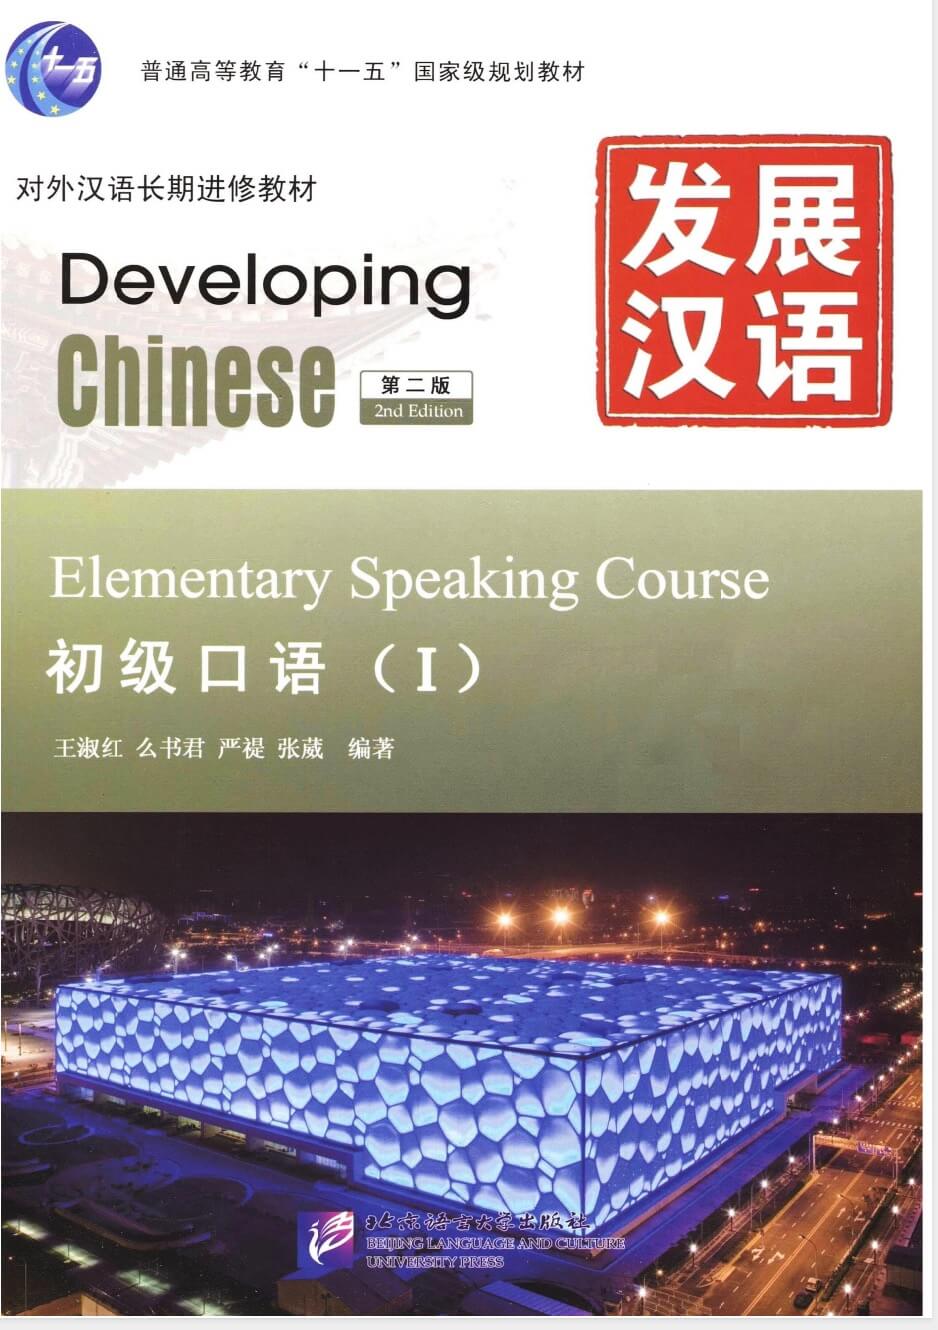 十一五
普通高等教育“十一五”国家级规划教材
对外汉语长期进修教材
发展
汉语
Developing
Chinese
第二版
2nd Edition
Elementary Speaking Course
初级口语（I）
王淑红 么书君 严禔 张葳 编著
北京语言大学出版社
BEIJING LANGUAGE AND CULTURE
UNIVERSITY PRESS